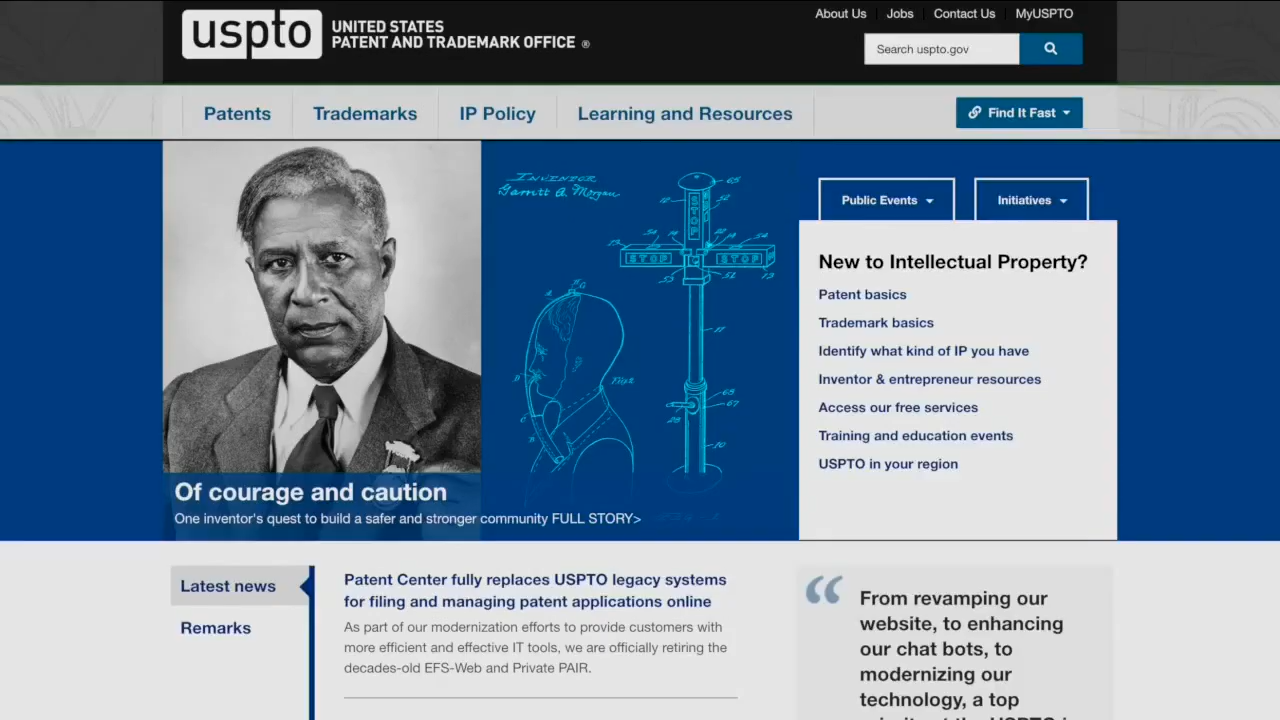 uspto
UNITED STATES
PATENT AND TRADEMARK OFFICE ®
About Us
Jobs
Contact Us
MyUSPTO
Search uspto.gov
Patents
Trademarks
IP Policy
Learning and Resources
Find It Fast
INVENTOR
Garrett A. Morgan
STOP
STOP
STOP
Public Events
Initiatives
New to Intellectual Property?
Patent basics
Trademark basics
Identify what kind of IP you have
Inventor & entrepreneur resources
Access our free services
Training and education events
USPTO in your region
Of courage and caution
One inventor's quest to build a safer and stronger community FULL STORY>
Latest news
Remarks
Patent Center fully replaces USPTO legacy systems
for filing and managing patent applications online
As part of our modernization efforts to provide customers with
more efficient and effective IT tools, we are officially retiring the
decades-old EFS-Web and Private PAIR.
“
From revamping our
website, to enhancing
our chat bots, to
modernizing our
technology, a top